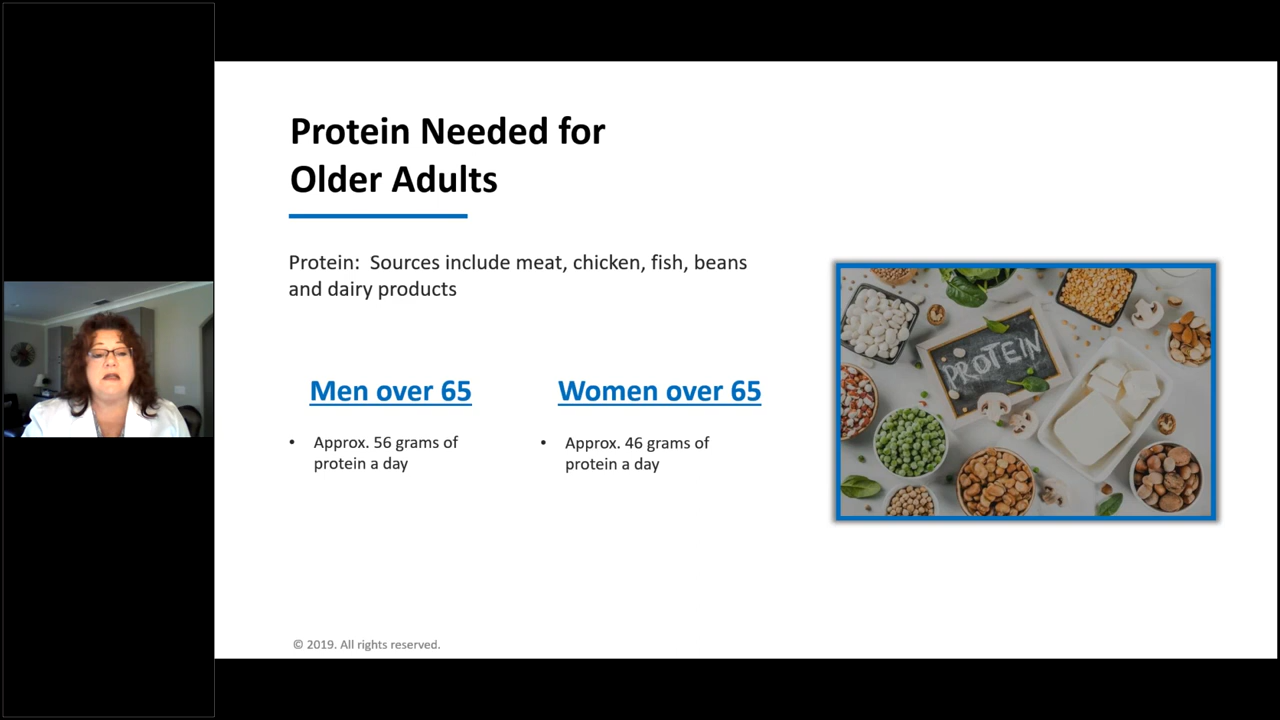 Protein Needed for
Older Adults
Protein:  Sources include meat, chicken, fish, beans
and dairy products
Men over 65
• Approx. 56 grams of
protein a day
Women over 65
• Approx. 46 grams of
protein a day
PROTEIN
© 2019. All rights reserved.